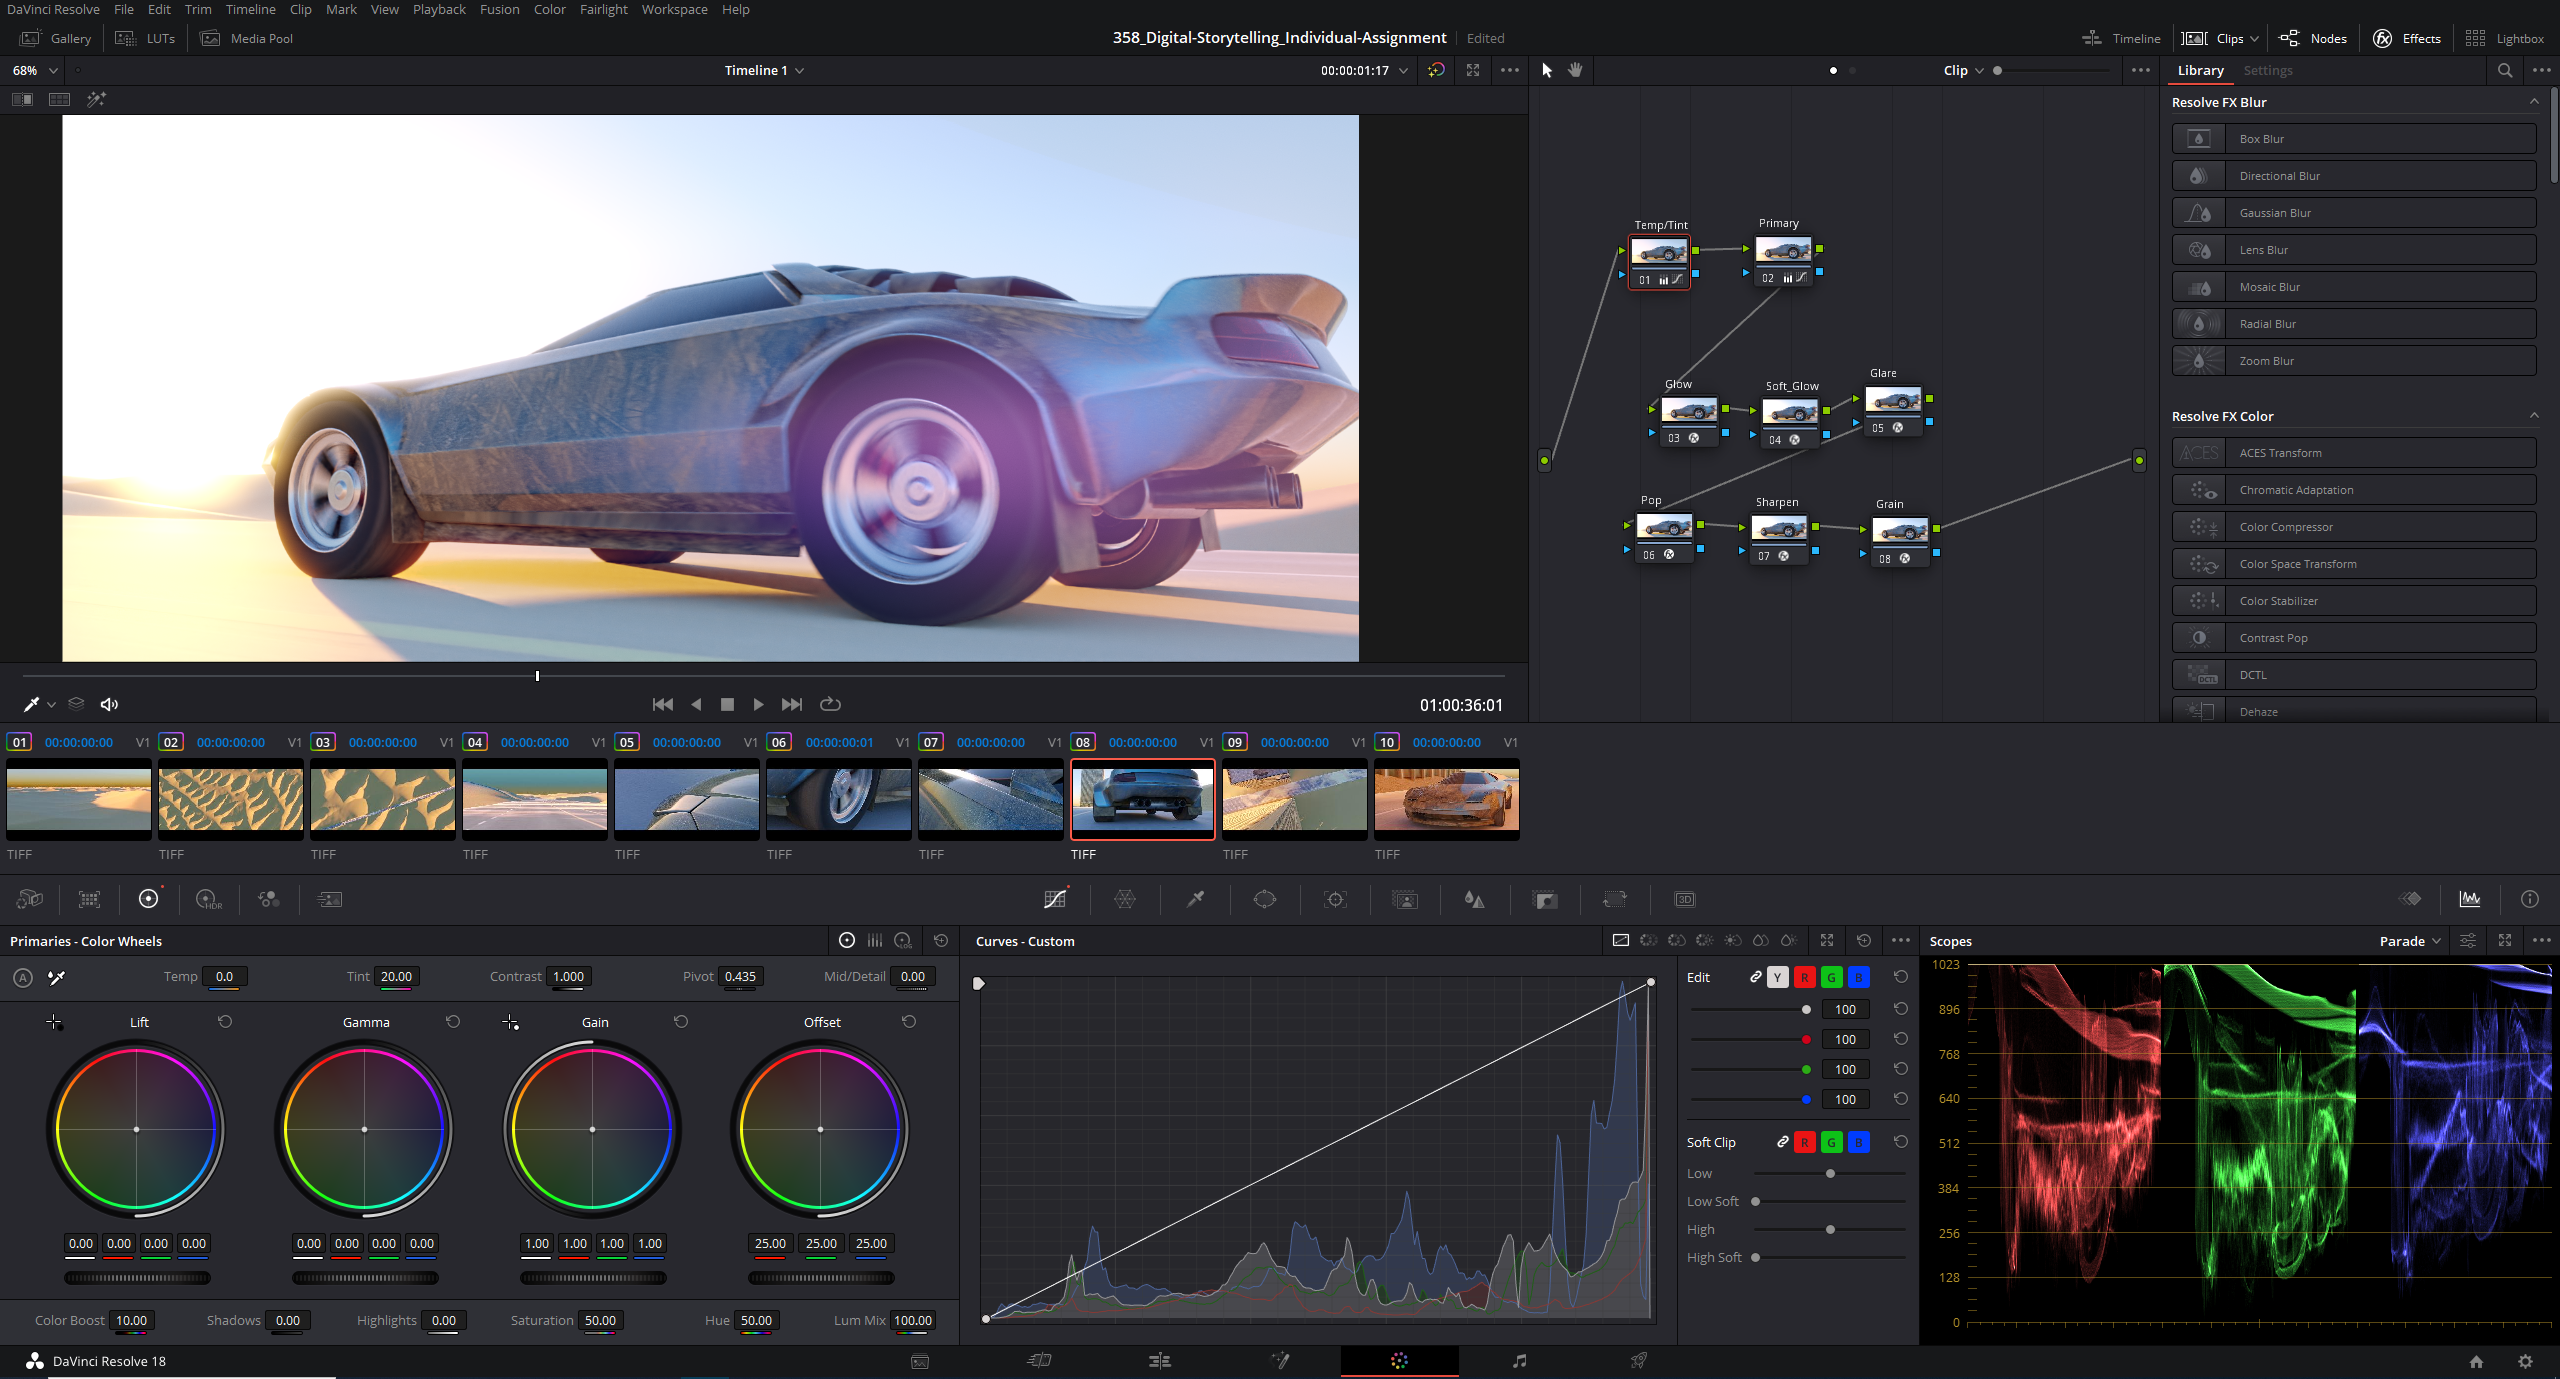 DaVinci Resolve File Edit Trim Timeline Clip Mark View Playback Fusion Color Fairlight Workspace Help
Gallery LUTs Media Pool 358_Digital-Storytelling_Individual-Assignment Edited Timeline Clips Nodes Effects Lightbox
68% Timeline 1 00:00:01:17 Clip Library Settings
Resolve FX Blur
Box Blur
Directional Blur
Gaussian Blur
Lens Blur
Mosaic Blur
Radial Blur
Zoom Blur
Resolve FX Color
ACES ACES Transform
Chromatic Adaptation
Color Compressor
Color Space Transform
Color Stabilizer
Contrast Pop
DCTL DCTL
Dehaze
Temp/Tint Primary
01 02
Glow Soft_Glow Glare
03 04 05
Pop Sharpen Grain
06 07 08
01:00:36:01
01 00:00:00:00 V1 02 00:00:00:00 V1 03 00:00:00:00 V1 04 00:00:00:00 V1 05 00:00:00:00 V1 06 00:00:00:01 V1 07 00:00:00:00 V1 08 00:00:00:00 V1 09 00:00:00:00 V1 10 00:00:00:00 V1
TIFF TIFF TIFF TIFF TIFF TIFF TIFF TIFF TIFF TIFF
HDR 3D
Primaries - Color Wheels LOG
A Temp 0.0 Tint 20.00 Contrast 1.000 Pivot 0.435 Mid/Detail 0.00
Lift Gamma Gain Offset
0.00 0.00 0.00 0.00 0.00 0.00 0.00 0.00 1.00 1.00 1.00 1.00 25.00 25.00 25.00
Color Boost 10.00 Shadows 0.00 Highlights 0.00 Saturation 50.00 Hue 50.00 Lum Mix 100.00
Curves - Custom
Edit Y R G B
100
100
100
100
Soft Clip R G B
Low
Low Soft
High
High Soft
Scopes Parade
1023
896
768
640
512
384
256
128
0
DaVinci Resolve 18